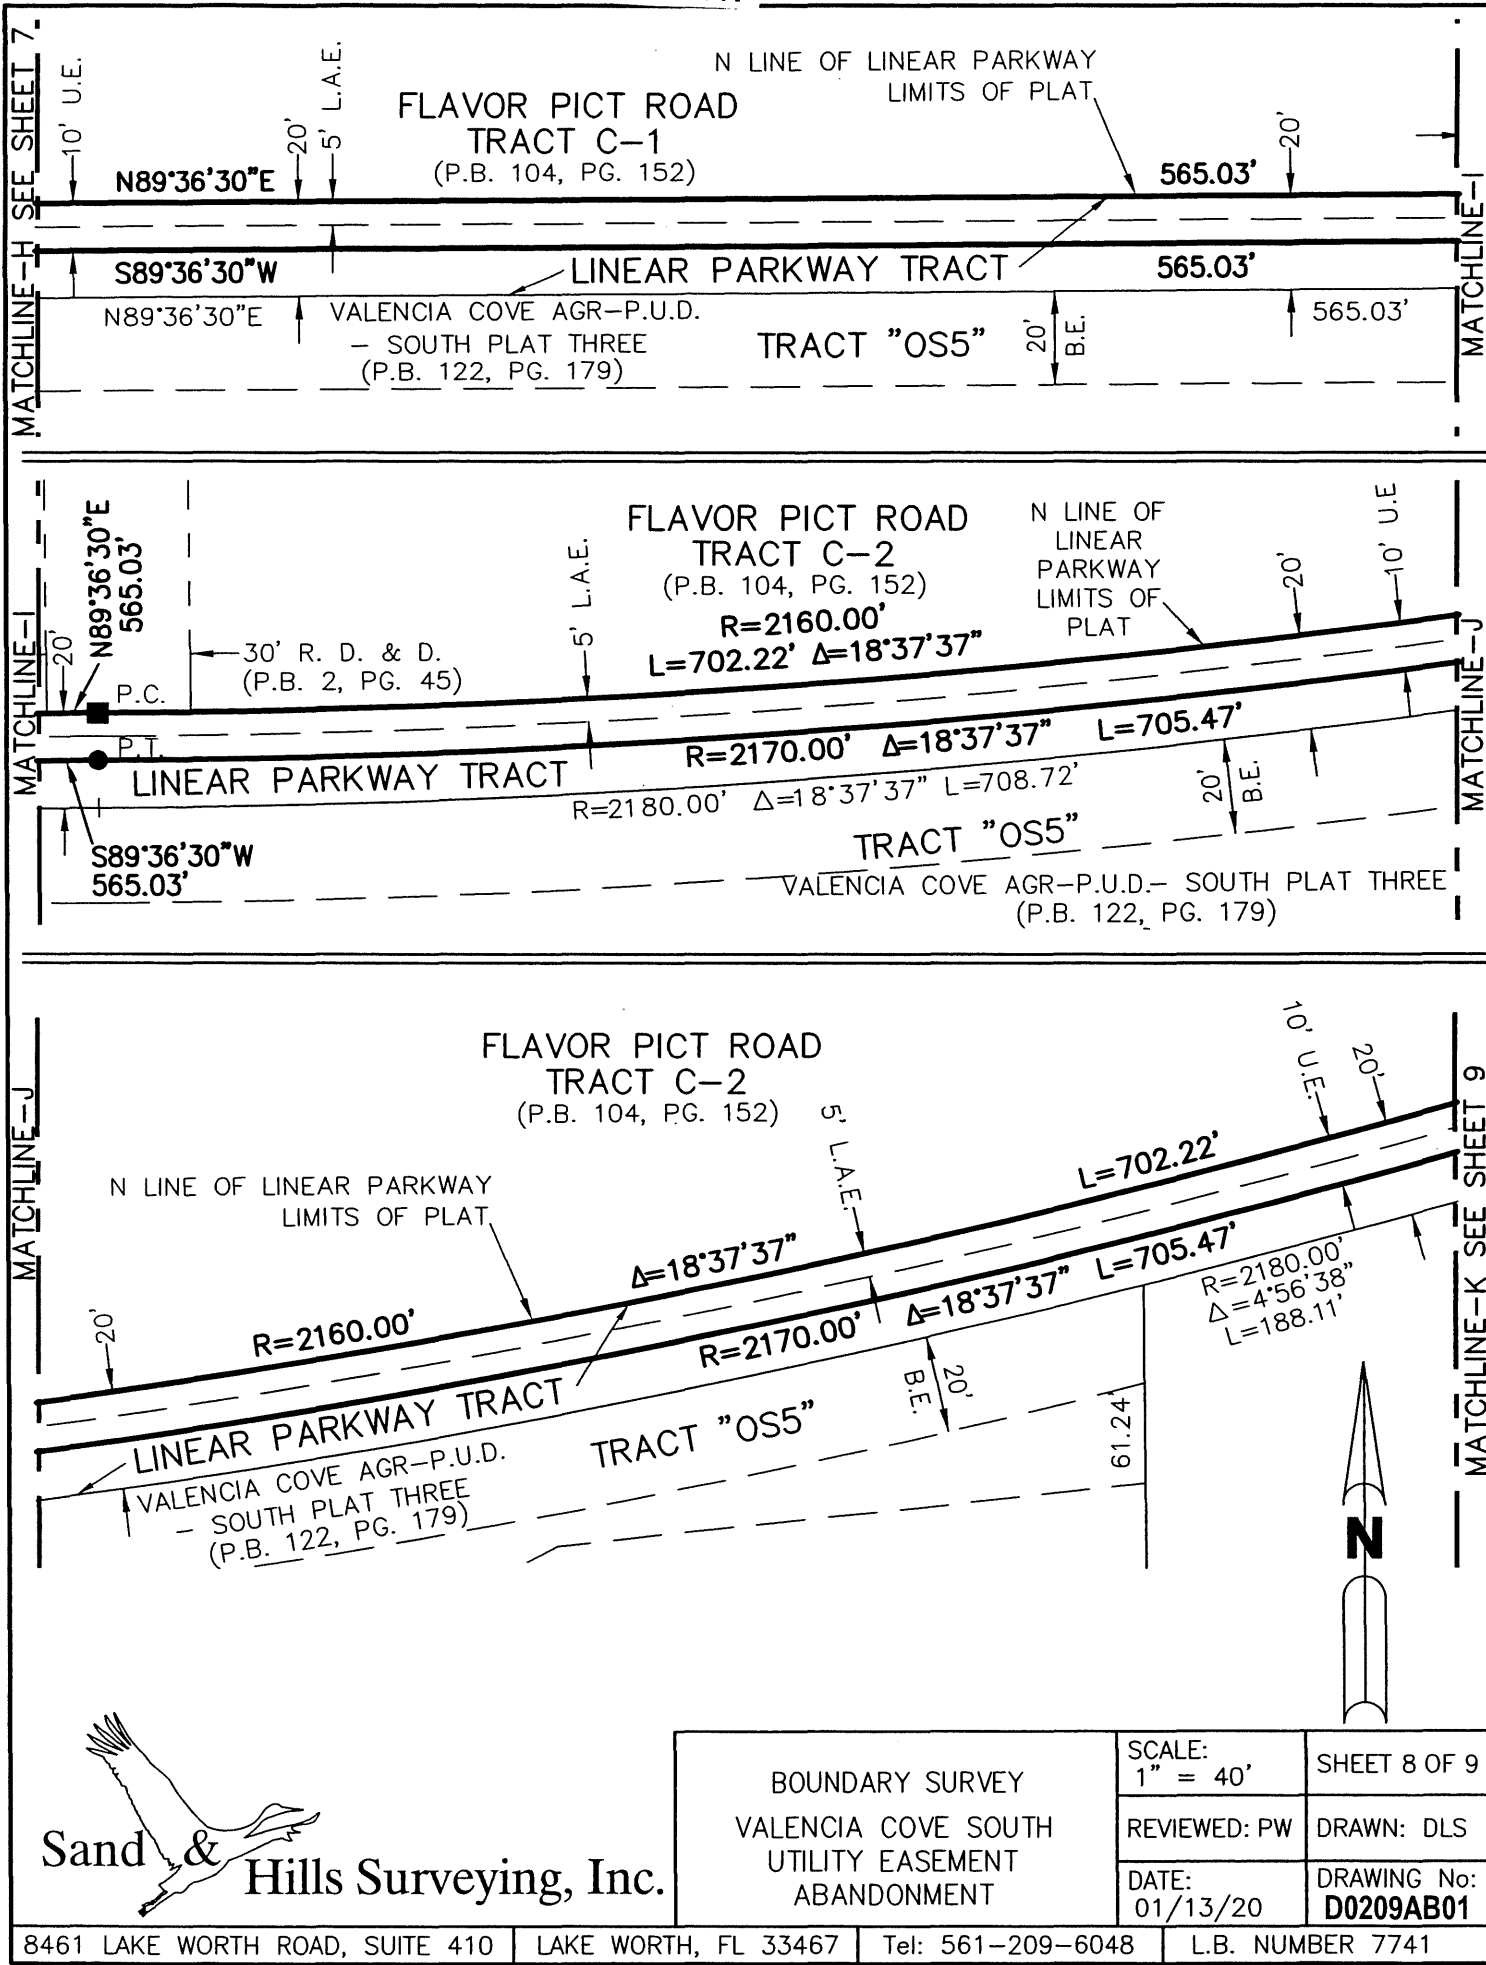 MATCHLINE-H SEE SHEET 7
10' U.E.
20'
5' L.A.E.
FLAVOR PICT ROAD
TRACT C-1
(P.B. 104, PG. 152)
N LINE OF LINEAR PARKWAY
LIMITS OF PLAT
20'
N89°36'30"E
565.03'
S89°36'30"W
LINEAR PARKWAY TRACT
565.03'
N89°36'30"E
VALENCIA COVE AGR-P.U.D.
- SOUTH PLAT THREE
(P.B. 122, PG. 179)
TRACT "OS5"
20'
B.E.
565.03'
MATCHLINE-I
MATCHLINE-I
20'
N89°36'30"E
565.03'
P.C.
P.T.
30' R. D. & D.
(P.B. 2, PG. 45)
5' L.A.E.
FLAVOR PICT ROAD
TRACT C-2
(P.B. 104, PG. 152)
R=2160.00'
L=702.22' Δ=18°37'37"
N LINE OF
LINEAR
PARKWAY
LIMITS OF
PLAT
20'
10' U.E
LINEAR PARKWAY TRACT
R=2170.00' Δ=18°37'37" L=705.47'
R=2180.00' Δ=18°37'37" L=708.72'
20'
B.E.
S89°36'30"W
565.03'
TRACT "OS5"
VALENCIA COVE AGR-P.U.D.- SOUTH PLAT THREE
(P.B. 122, PG. 179)
MATCHLINE-J
MATCHLINE-J
FLAVOR PICT ROAD
TRACT C-2
(P.B. 104, PG. 152)
N LINE OF LINEAR PARKWAY
LIMITS OF PLAT
5' L.A.E.
10' U.E.
20'
L=702.22'
Δ=18°37'37"
R=2160.00'
20'
R=2170.00' Δ=18°37'37" L=705.47'
R=2180.00'
Δ=4°56'38"
L=188.11'
LINEAR PARKWAY TRACT
VALENCIA COVE AGR-P.U.D.
- SOUTH PLAT THREE
(P.B. 122, PG. 179)
TRACT "OS5"
20'
B.E.
61.24'
MATCHLINE-K SEE SHEET 9
N
Sand & Hills Surveying, Inc.
BOUNDARY SURVEY
VALENCIA COVE SOUTH
UTILITY EASEMENT
ABANDONMENT
SCALE:
1" = 40'
SHEET 8 OF 9
REVIEWED: PW
DRAWN: DLS
DATE:
01/13/20
DRAWING No:
D0209AB01
8461 LAKE WORTH ROAD, SUITE 410
LAKE WORTH, FL 33467
Tel: 561-209-6048
L.B. NUMBER 7741